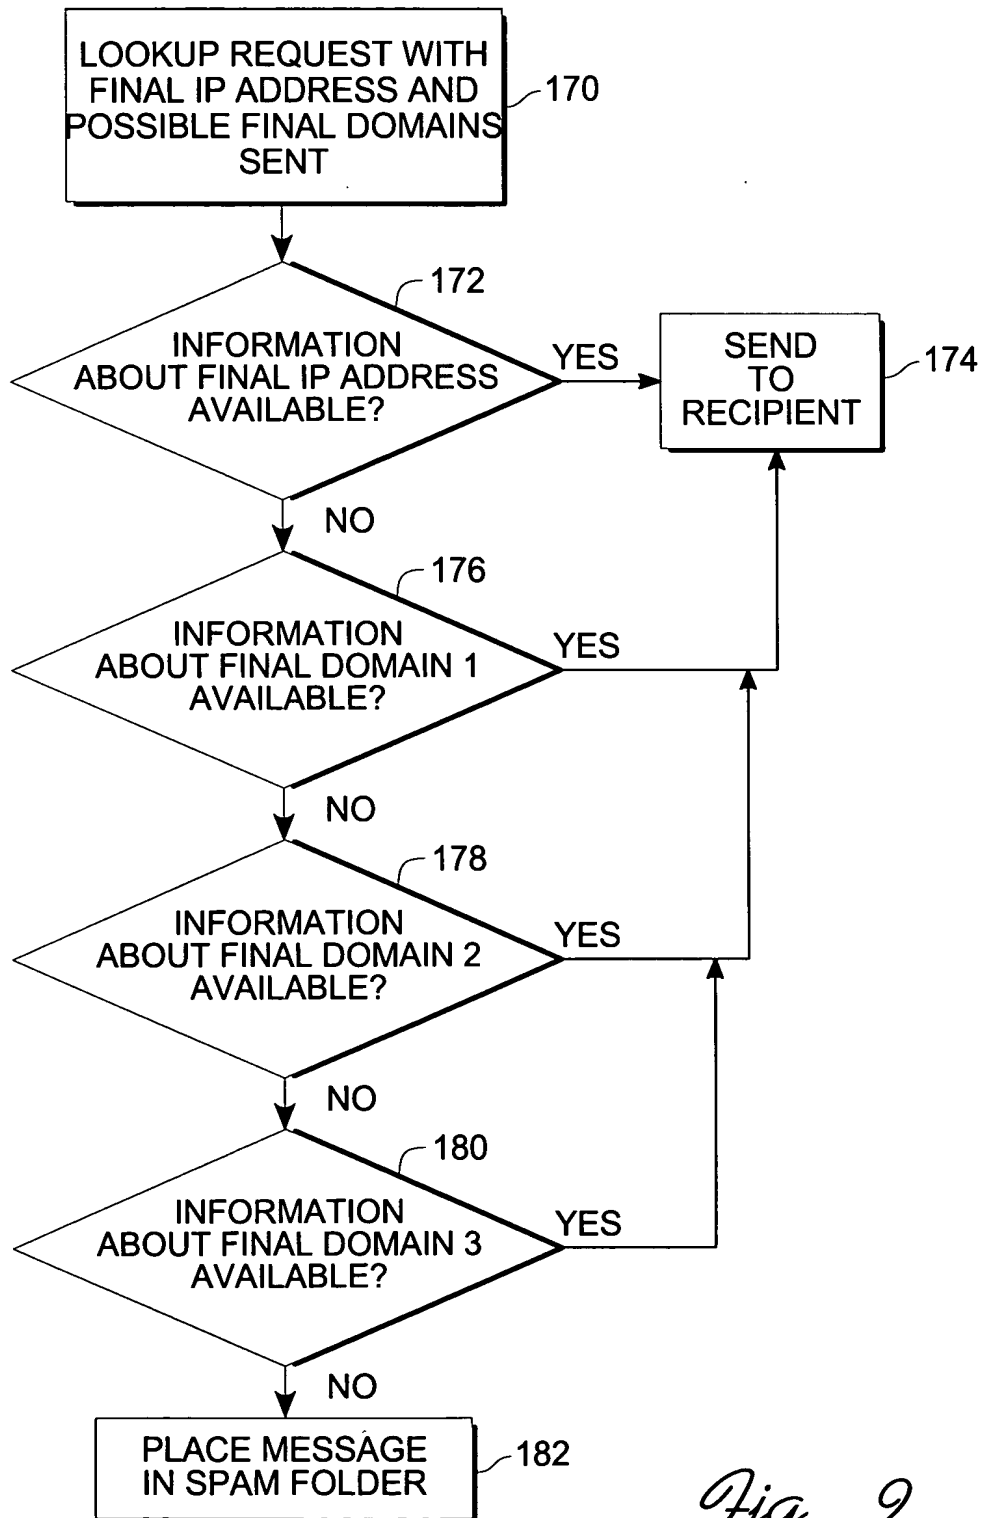 LOOKUP REQUEST WITH
FINAL IP ADDRESS AND
POSSIBLE FINAL DOMAINS
SENT
170
172
INFORMATION
ABOUT FINAL IP ADDRESS
AVAILABLE?
YES
SEND
TO
RECIPIENT
174
NO
176
INFORMATION
ABOUT FINAL DOMAIN 1
AVAILABLE?
YES
NO
178
INFORMATION
ABOUT FINAL DOMAIN 2
AVAILABLE?
YES
NO
180
INFORMATION
ABOUT FINAL DOMAIN 3
AVAILABLE?
YES
NO
PLACE MESSAGE
IN SPAM FOLDER
182
Fig. 9